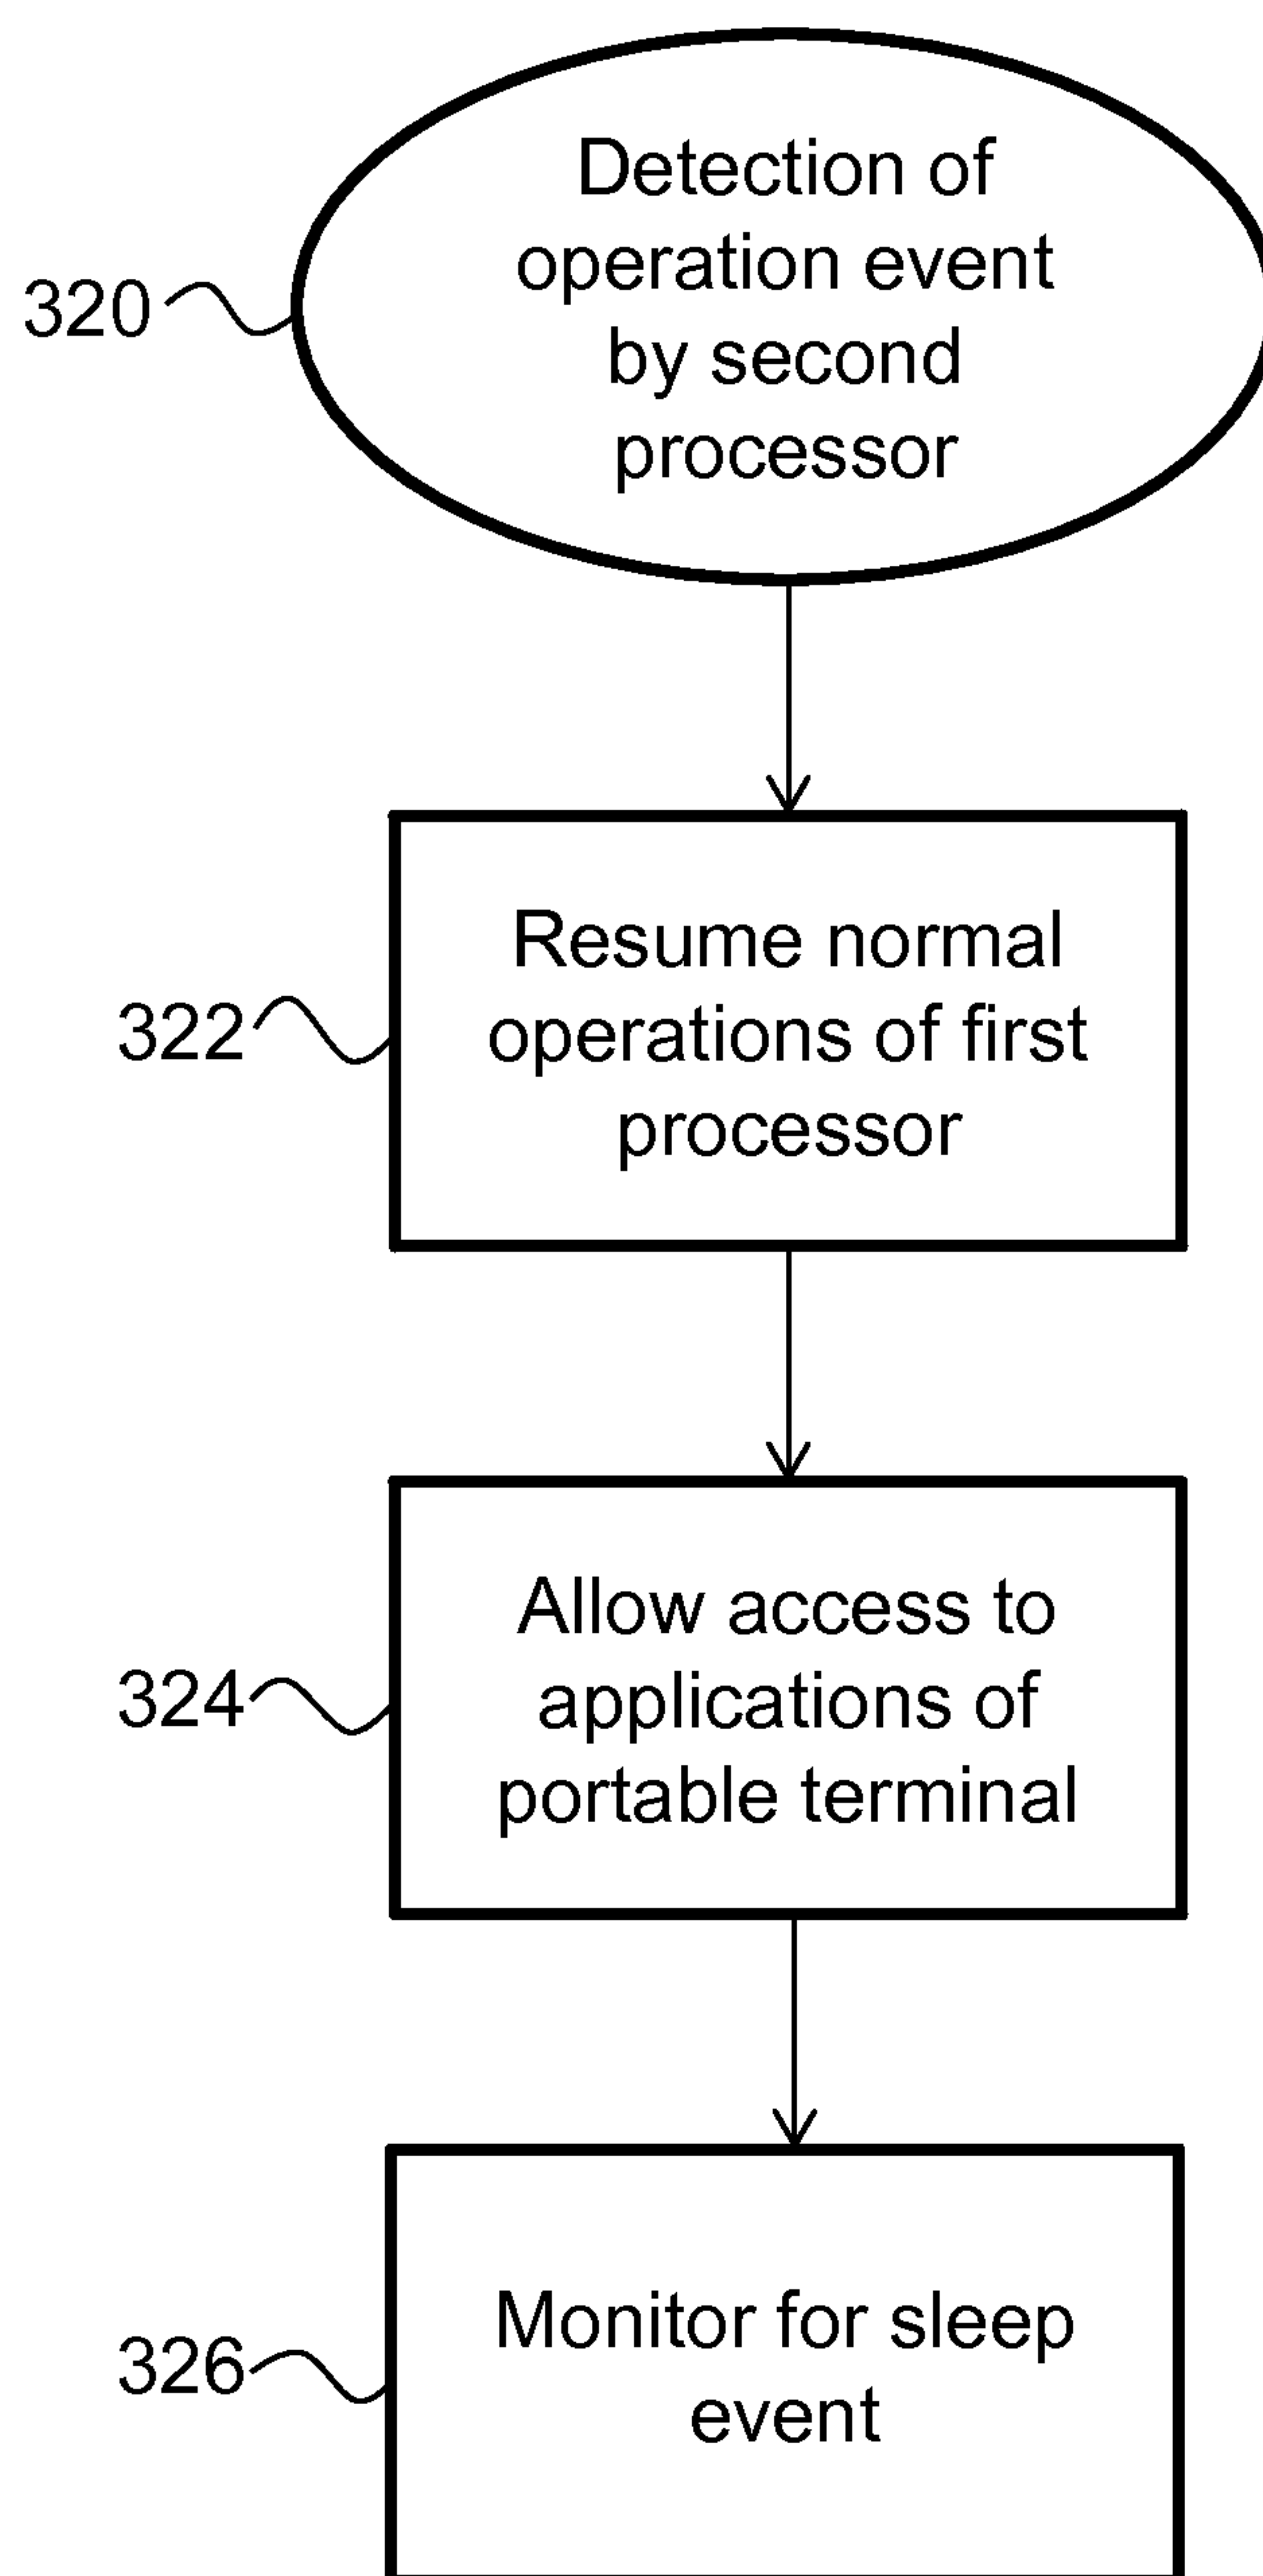 Detection of
operation event
by second
processor
320
Resume normal
operations of first
processor
322
Allow access to
applications of
portable terminal
324
Monitor for sleep
event
326